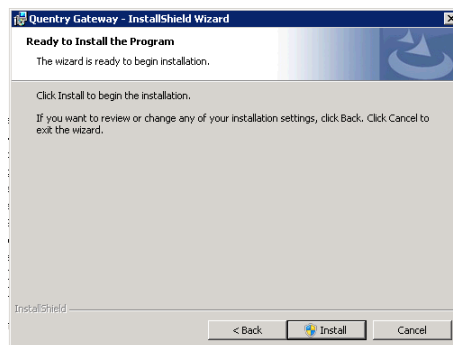 Quentry Gateway - InstallShield Wizard
Ready to Install the Program
The wizard is ready to begin installation.
Click Install to begin the installation.
If you want to review or change any of your installation settings, click Back. Click Cancel to
exit the wizard.
InstallShield
< Back
Install
Cancel